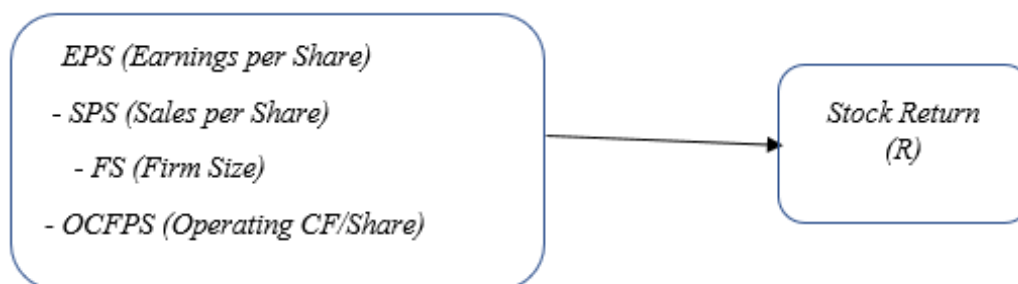 EPS (Earnings per Share)
- SPS (Sales per Share)
- FS (Firm Size)
- OCFPS (Operating CF/Share)
Stock Return
(R)